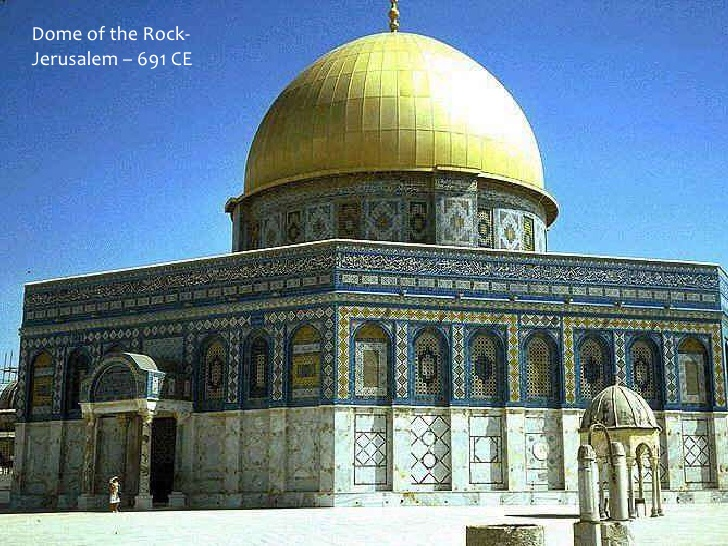 Dome of the Rock-
Jerusalem – 691 CE